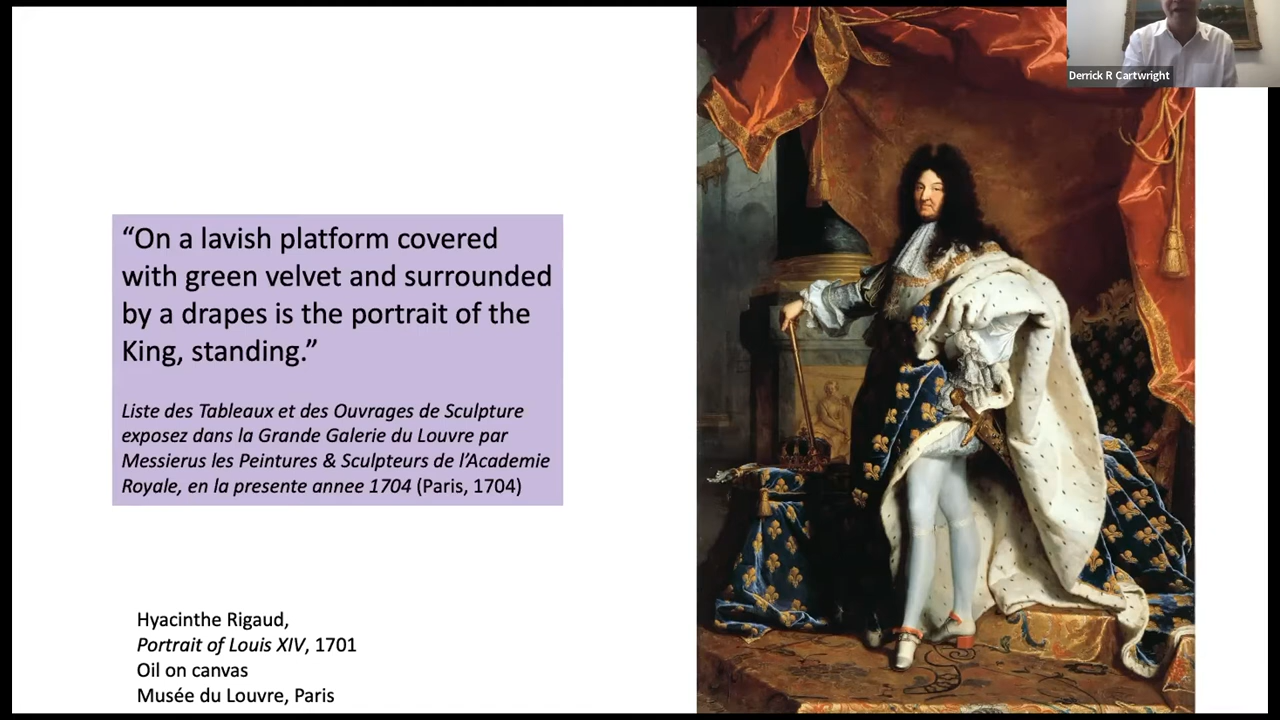 Derrick R Cartwright
“On a lavish platform covered
with green velvet and surrounded
by a drapes is the portrait of the
King, standing.”
Liste des Tableaux et des Ouvrages de Sculpture
exposez dans la Grande Galerie du Louvre par
Messierus les Peintures & Sculpteurs de l’Academie
Royale, en la presente annee 1704 (Paris, 1704)
Hyacinthe Rigaud,
Portrait of Louis XIV, 1701
Oil on canvas
Musée du Louvre, Paris